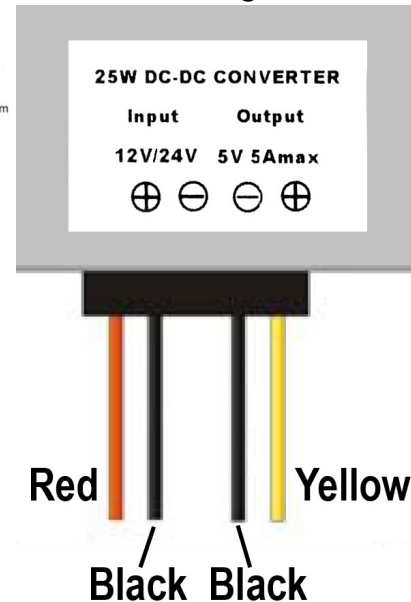 m
25W DC-DC CONVERTER
Input Output
12V/24V 5V 5Amax
⊕ ⊖ ⊖ ⊕
Red Yellow
Black Black